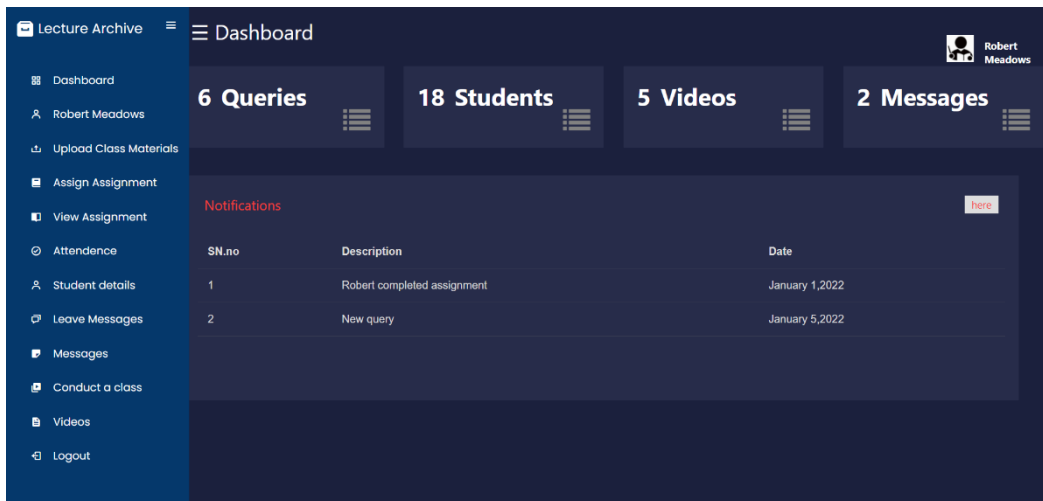 Lecture Archive
Dashboard
Robert Meadows
Upload Class Materials
Assign Assignment
View Assignment
Attendence
Student details
Leave Messages
Messages
Conduct a class
Videos
Logout
Dashboard
Robert
Meadows
6 Queries
18 Students
5 Videos
2 Messages
Notifications
here
SN.no Description Date
1 Robert completed assignment January 1,2022
2 New query January 5,2022